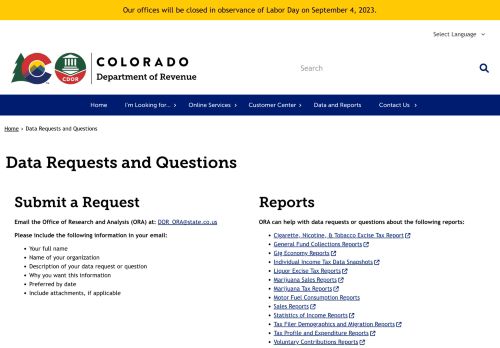 Our offices will be closed in observance of Labor Day on September 4, 2023.
Select Language
COLORADO
Department of Revenue
CDOR
Search
Home
I'm Looking for...
Online Services
Customer Center
Data and Reports
Contact Us
Home › Data Requests and Questions
Data Requests and Questions
Submit a Request
Email the Office of Research and Analysis (ORA) at: DOR_ORA@state.co.us
Please include the following information in your email:
Your full name
Name of your organization
Description of your data request or question
Why you want this information
Preferred by date
Include attachments, if applicable
Reports
ORA can help with data requests or questions about the following reports:
Cigarette, Nicotine, & Tobacco Excise Tax Report
General Fund Collections Reports
Gig Economy Reports
Individual Income Tax Data Snapshots
Liquor Excise Tax Reports
Marijuana Sales Reports
Marijuana Tax Reports
Motor Fuel Consumption Reports
Sales Reports
Statistics of Income Reports
Tax Filer Demographics and Migration Reports
Tax Profile and Expenditure Reports
Voluntary Contributions Reports